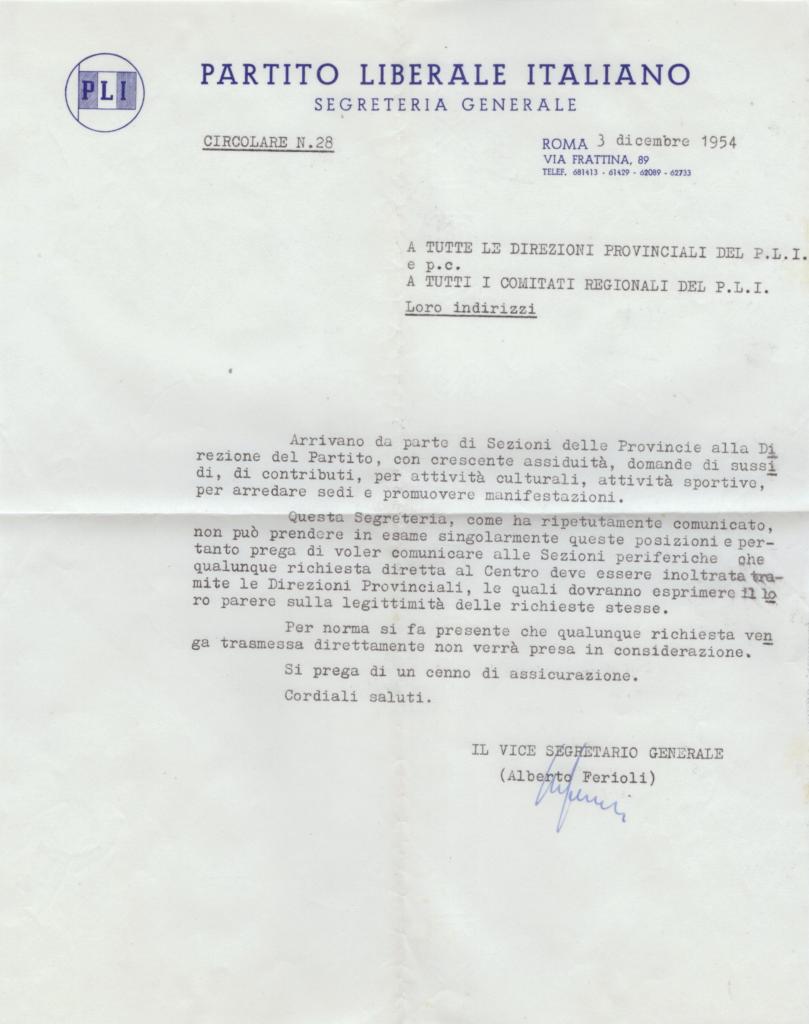 PLI
PARTITO LIBERALE ITALIANO
SEGRETERIA GENERALE
CIRCOLARE N.28
ROMA 3 dicembre 1954
VIA FRATTINA, 89
TELEF. 681413 - 61429 - 62089 - 62733
A TUTTE LE DIREZIONI PROVINCIALI DEL P.L.I.
e p.c.
A TUTTI I COMITATI REGIONALI DEL P.L.I.
Loro indirizzi
Arrivano da parte di Sezioni delle Provincie alla Di
rezione del Partito, con crescente assiduità, domande di sussi
di, di contributi, per attività culturali, attività sportive,
per arredare sedi e promuovere manifestazioni.
Questa Segreteria, come ha ripetutamente comunicato,
non può prendere in esame singolarmente queste posizioni e per-
tanto prega di voler comunicare alle Sezioni periferiche che
qualunque richiesta diretta al Centro deve essere inoltrata tra-
mite le Direzioni Provinciali, le quali dovranno esprimere il lo
ro parere sulla legittimità delle richieste stesse.
Per norma si fa presente che qualunque richiesta ven
ga trasmessa direttamente non verrà presa in considerazione.
Si prega di un cenno di assicurazione.
Cordiali saluti.
IL VICE SEGRETARIO GENERALE
(Alberto Ferioli)